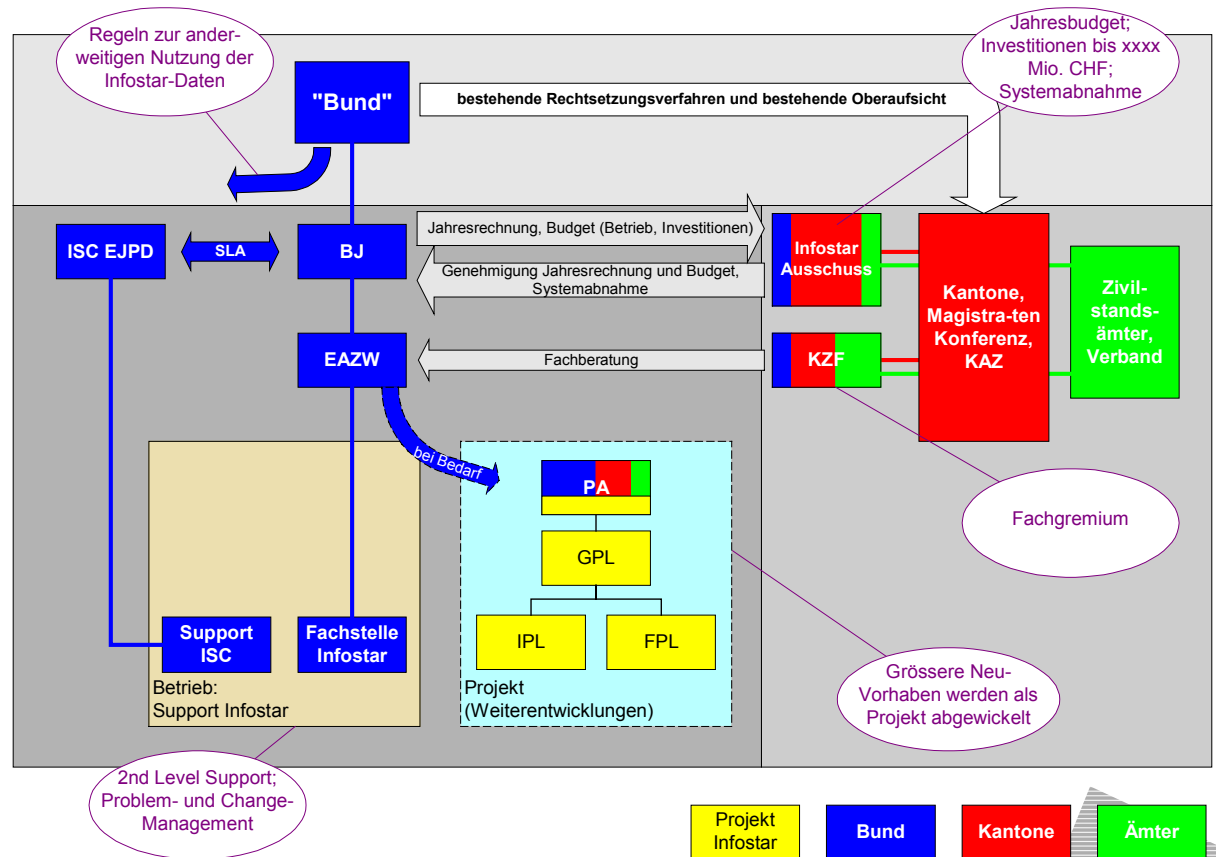 Regeln zur ander-
weitigen Nutzung der
Infostar-Daten
Jahresbudget;
Investitionen bis xxxx
Mio. CHF;
Systemabnahme
"Bund"
bestehende Rechtsetzungsverfahren und bestehende Oberaufsicht
ISC EJPD
SLA
BJ
Jahresrechnung, Budget (Betrieb, Investitionen)
Genehmigung Jahresrechnung und Budget,
Systemabnahme
Infostar
Ausschuss
Kantone,
Magistra-ten
Konferenz,
KAZ
Zivil-
stands-
ämter,
Verband
EAZW
Fachberatung
KZF
bei Bedarf
PA
GPL
IPL
FPL
Fachgremium
Support
ISC
Fachstelle
Infostar
Betrieb:
Support Infostar
Projekt
(Weiterentwicklungen)
Grössere Neu-
Vorhaben werden als
Projekt abgewickelt
2nd Level Support;
Problem- und Change-
Management
Projekt
Infostar
Bund
Kantone
Ämter